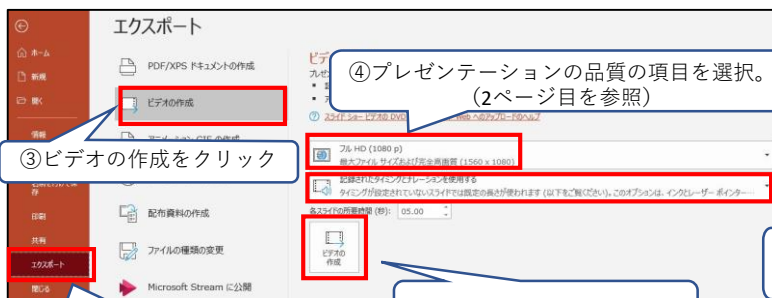 エクスポート
ホーム
新規
開く
情報
印刷
共有
エクスポート
閉じる
PDF/XPS ドキュメントの作成
ビデオの作成
配布資料の作成
ファイルの種類の変更
Microsoft Stream に公開
③ビデオの作成をクリック
④プレゼンテーションの品質の項目を選択。
(2ページ目を参照)
フル HD (1080 p)
最大ファイル サイズおよび完全高画質 (1560 x 1080)
記録されたタイミングとナレーションを使用する
タイミングが設定されていないスライドでは既定の長さが使われます (以下をご覧ください)。このオプションは、インクとレーザー ポインター…
各スライドの所要時間 (秒): 05.00
ビデオの
作成